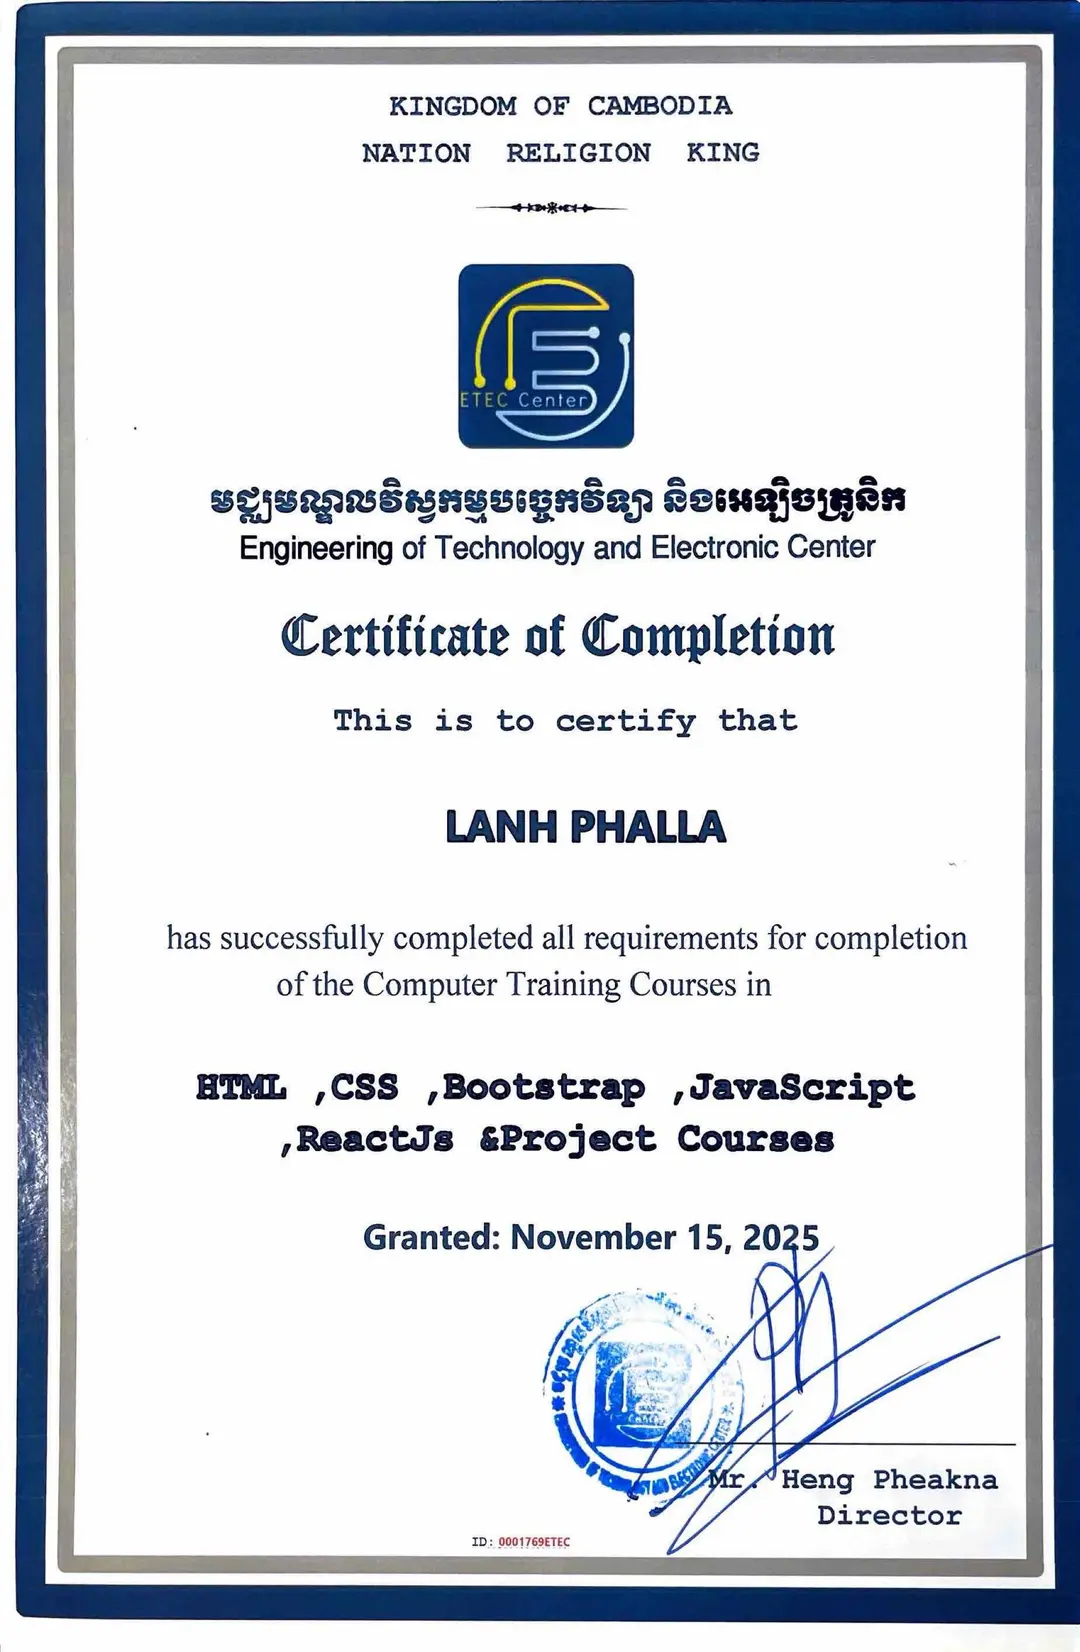 KINGDOM OF CAMBODIA
NATION RELIGION KING
ETEC Center
មជ្ឈមណ្ឌលវិស្វកម្មបច្ចេកវិទ្យា និងអេឡិចត្រូនិក
Engineering of Technology and Electronic Center
Certificate of Completion
This is to certify that
LANH PHALLA
has successfully completed all requirements for completion
of the Computer Training Courses in
HTML ,CSS ,Bootstrap ,JavaScript
,ReactJs &Project Courses
Granted: November 15, 2025
Mr. Heng Pheakna
Director
ID: 0001769ETEC